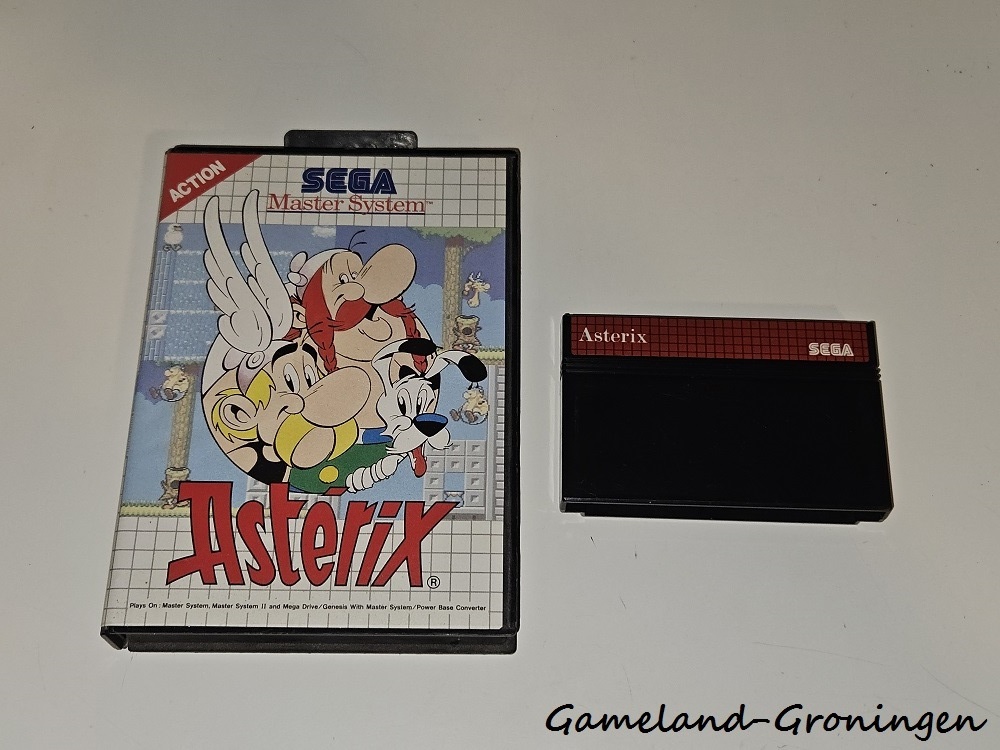 ACTION
SEGA
Master System™
Asterix®
Plays On : Master System, Master System II and Mega Drive/Genesis With Master System/Power Base Converter
Asterix
SEGA
Gameland-Groningen